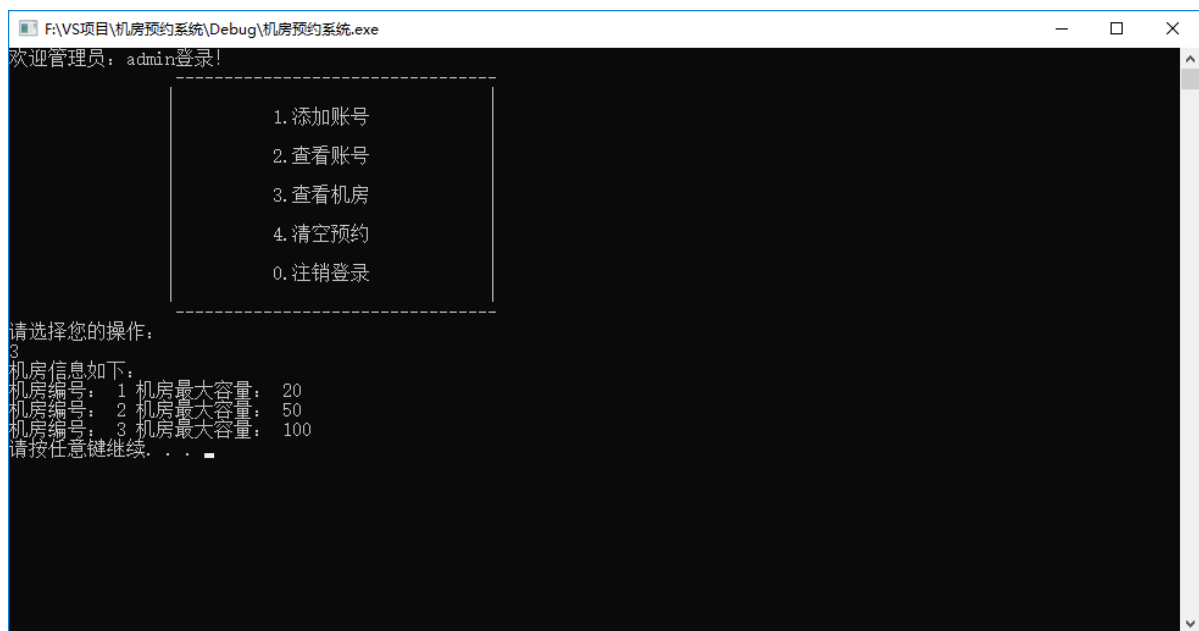 F:\VS项目\机房预约系统\Debug\机房预约系统.exe
欢迎管理员：admin登录！
---------------------------------
1.添加账号
2.查看账号
3.查看机房
4.清空预约
0.注销登录
---------------------------------
请选择您的操作：
3
机房信息如下：
机房编号： 1 机房最大容量： 20
机房编号： 2 机房最大容量： 50
机房编号： 3 机房最大容量： 100
请按任意键继续. . .